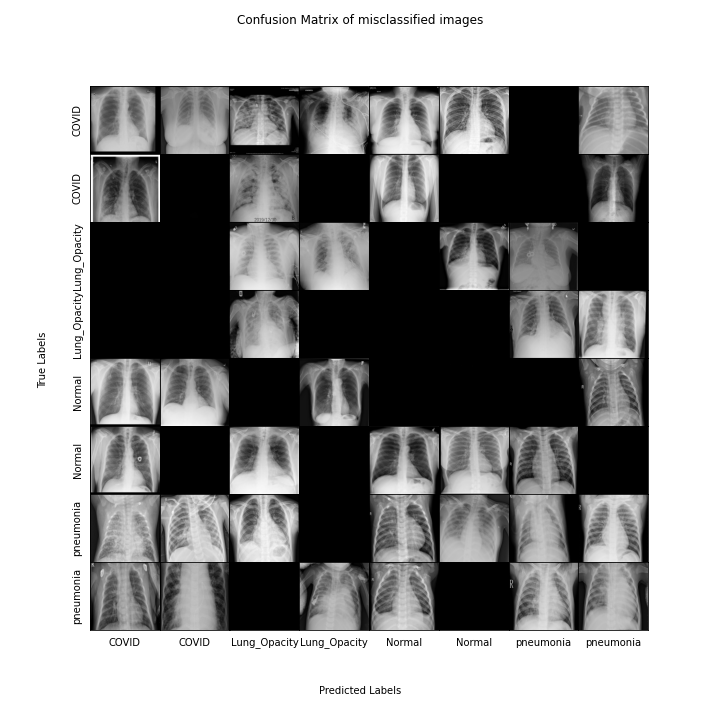 Confusion Matrix of misclassified images
True Labels
COVID
COVID
Lung_Opacity
Lung_Opacity
Normal
Normal
pneumonia
pneumonia
COVID
COVID
Lung_Opacity
Lung_Opacity
Normal
Normal
pneumonia
pneumonia
Predicted Labels